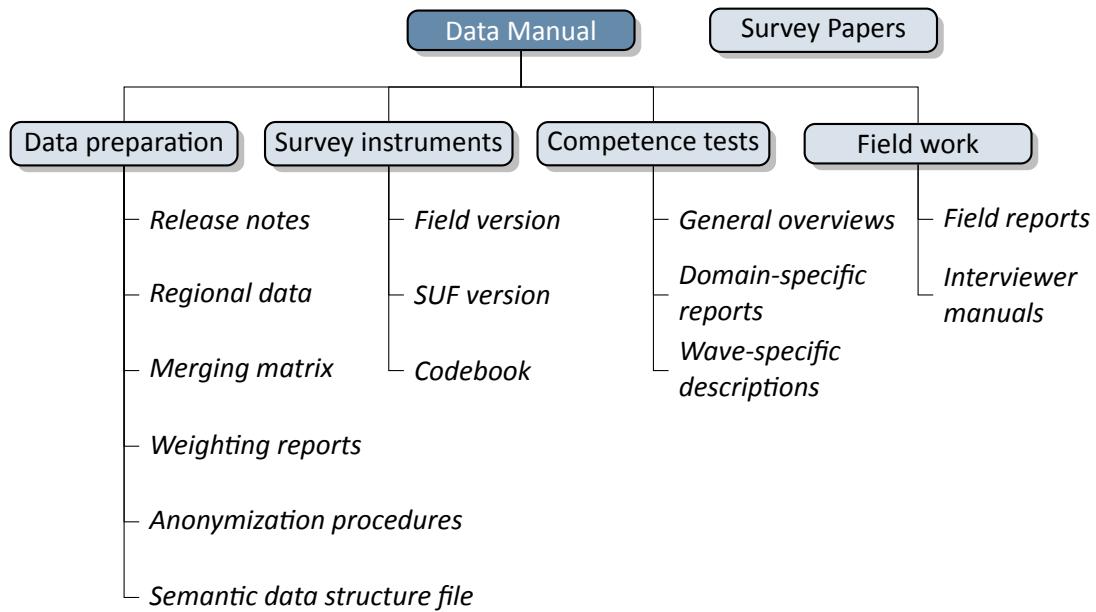 Data Manual
Survey Papers
Data preparation
Survey instruments
Competence tests
Field work
Release notes
Regional data
Merging matrix
Weighting reports
Anonymization procedures
Semantic data structure file
Field version
SUF version
Codebook
General overviews
Domain-specific
reports
Wave-specific
descriptions
Field reports
Interviewer
manuals